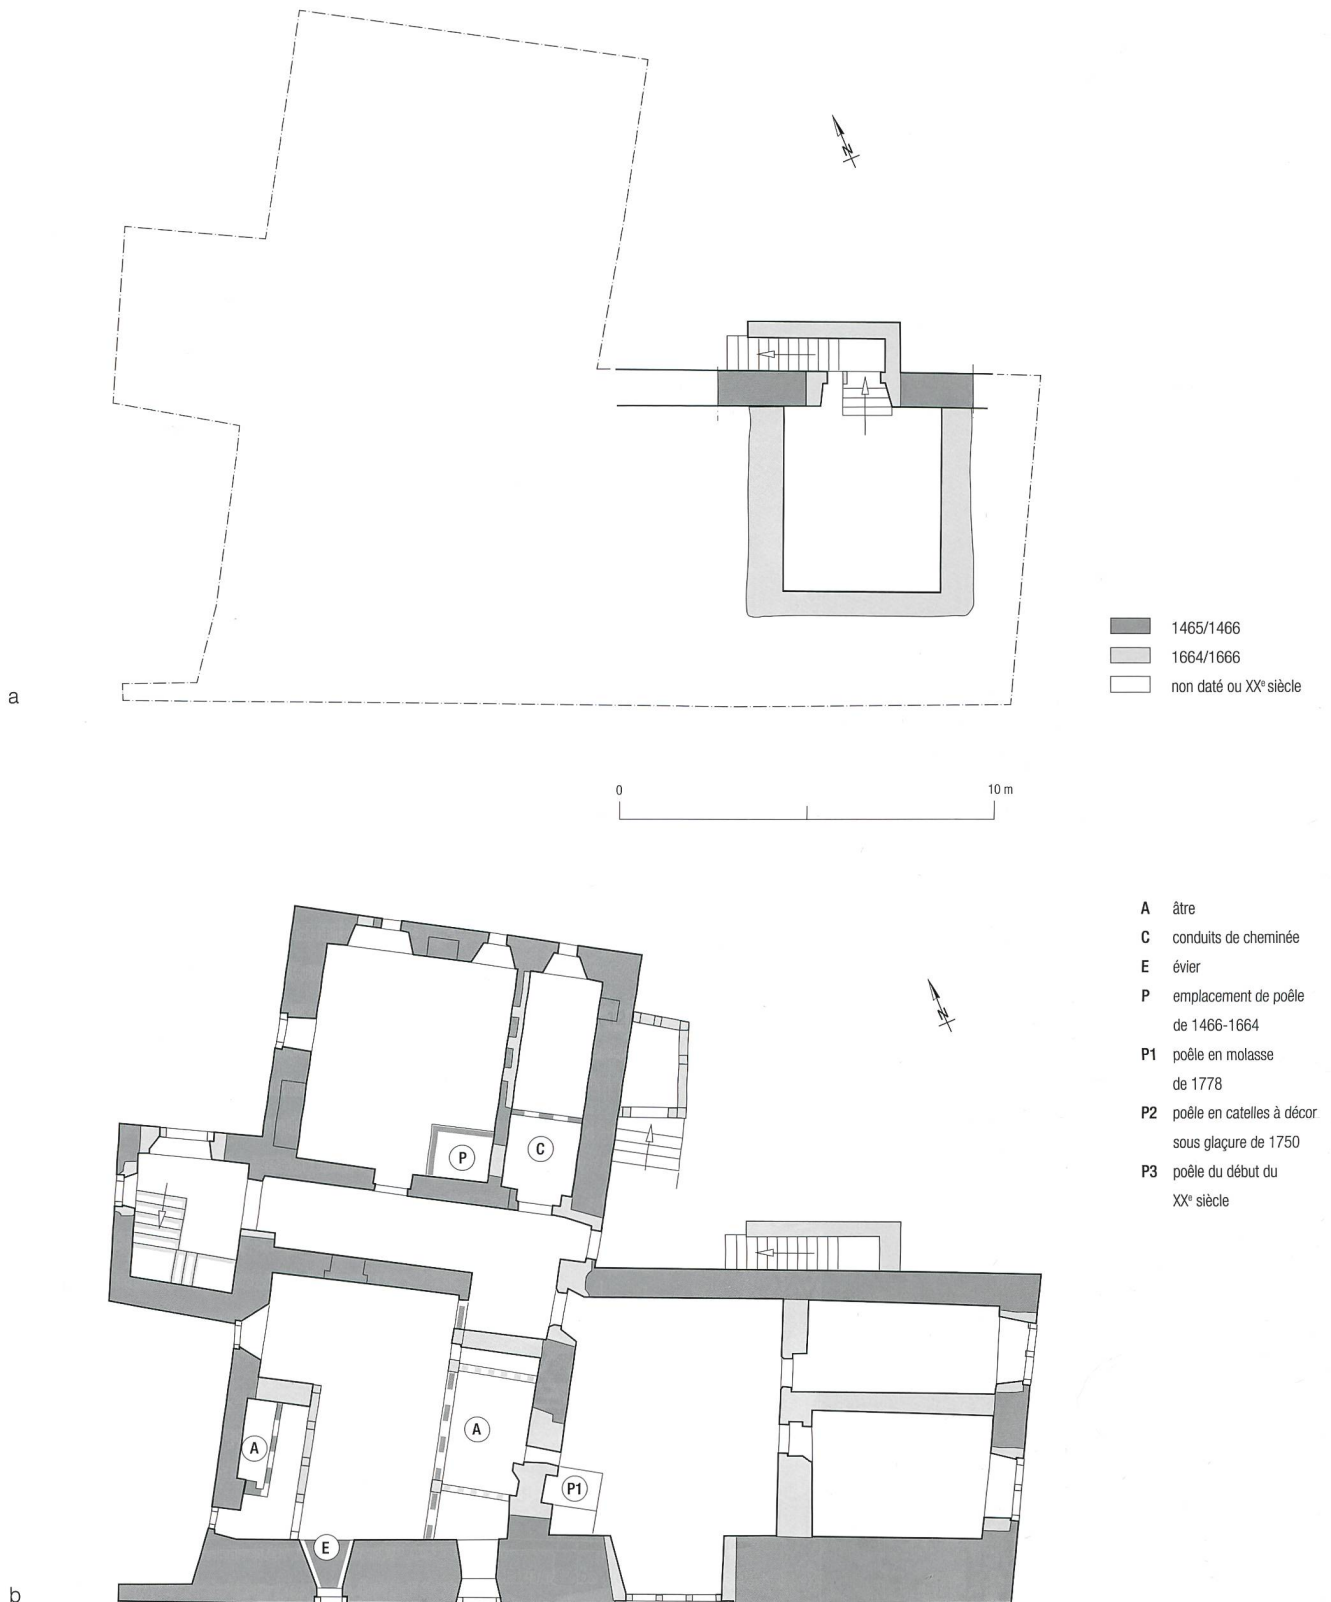 N
1465/1466
1664/1666
non daté ou XXe siècle
a
0 10 m
A âtre
C conduits de cheminée
E évier
P emplacement de poêle
de 1466-1664
P1 poêle en molasse
de 1778
P2 poêle en catelles à décor
sous glaçure de 1750
P3 poêle du début du
XXe siècle
N
P
C
A
A
P1
E
b